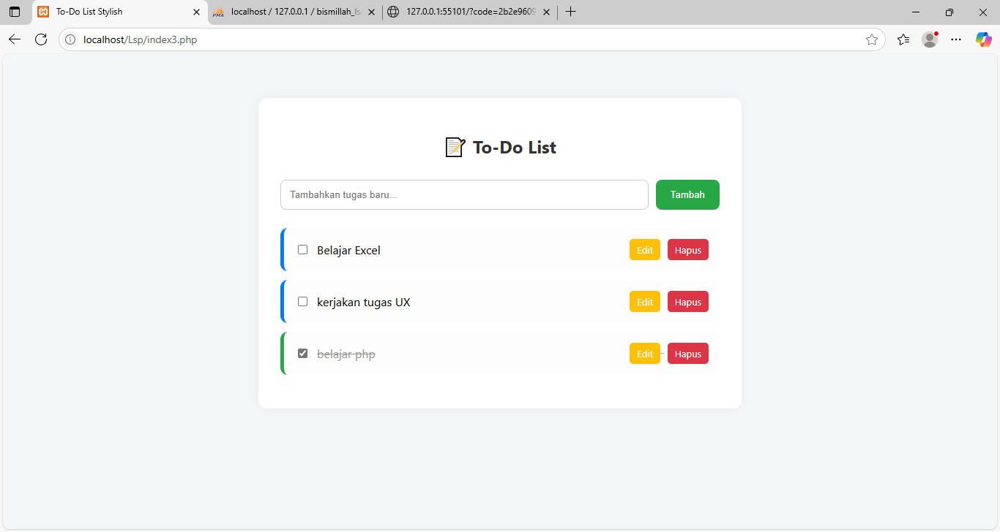 To-Do List Stylish
localhost / 127.0.0.1 / bismillah_ls
127.0.0.1:55101/?code=2b2e9609
localhost/Lsp/index3.php
📝 To-Do List
Tambahkan tugas baru...
Tambah
Belajar Excel Edit Hapus
kerjakan tugas UX Edit Hapus
belajar php Edit Hapus